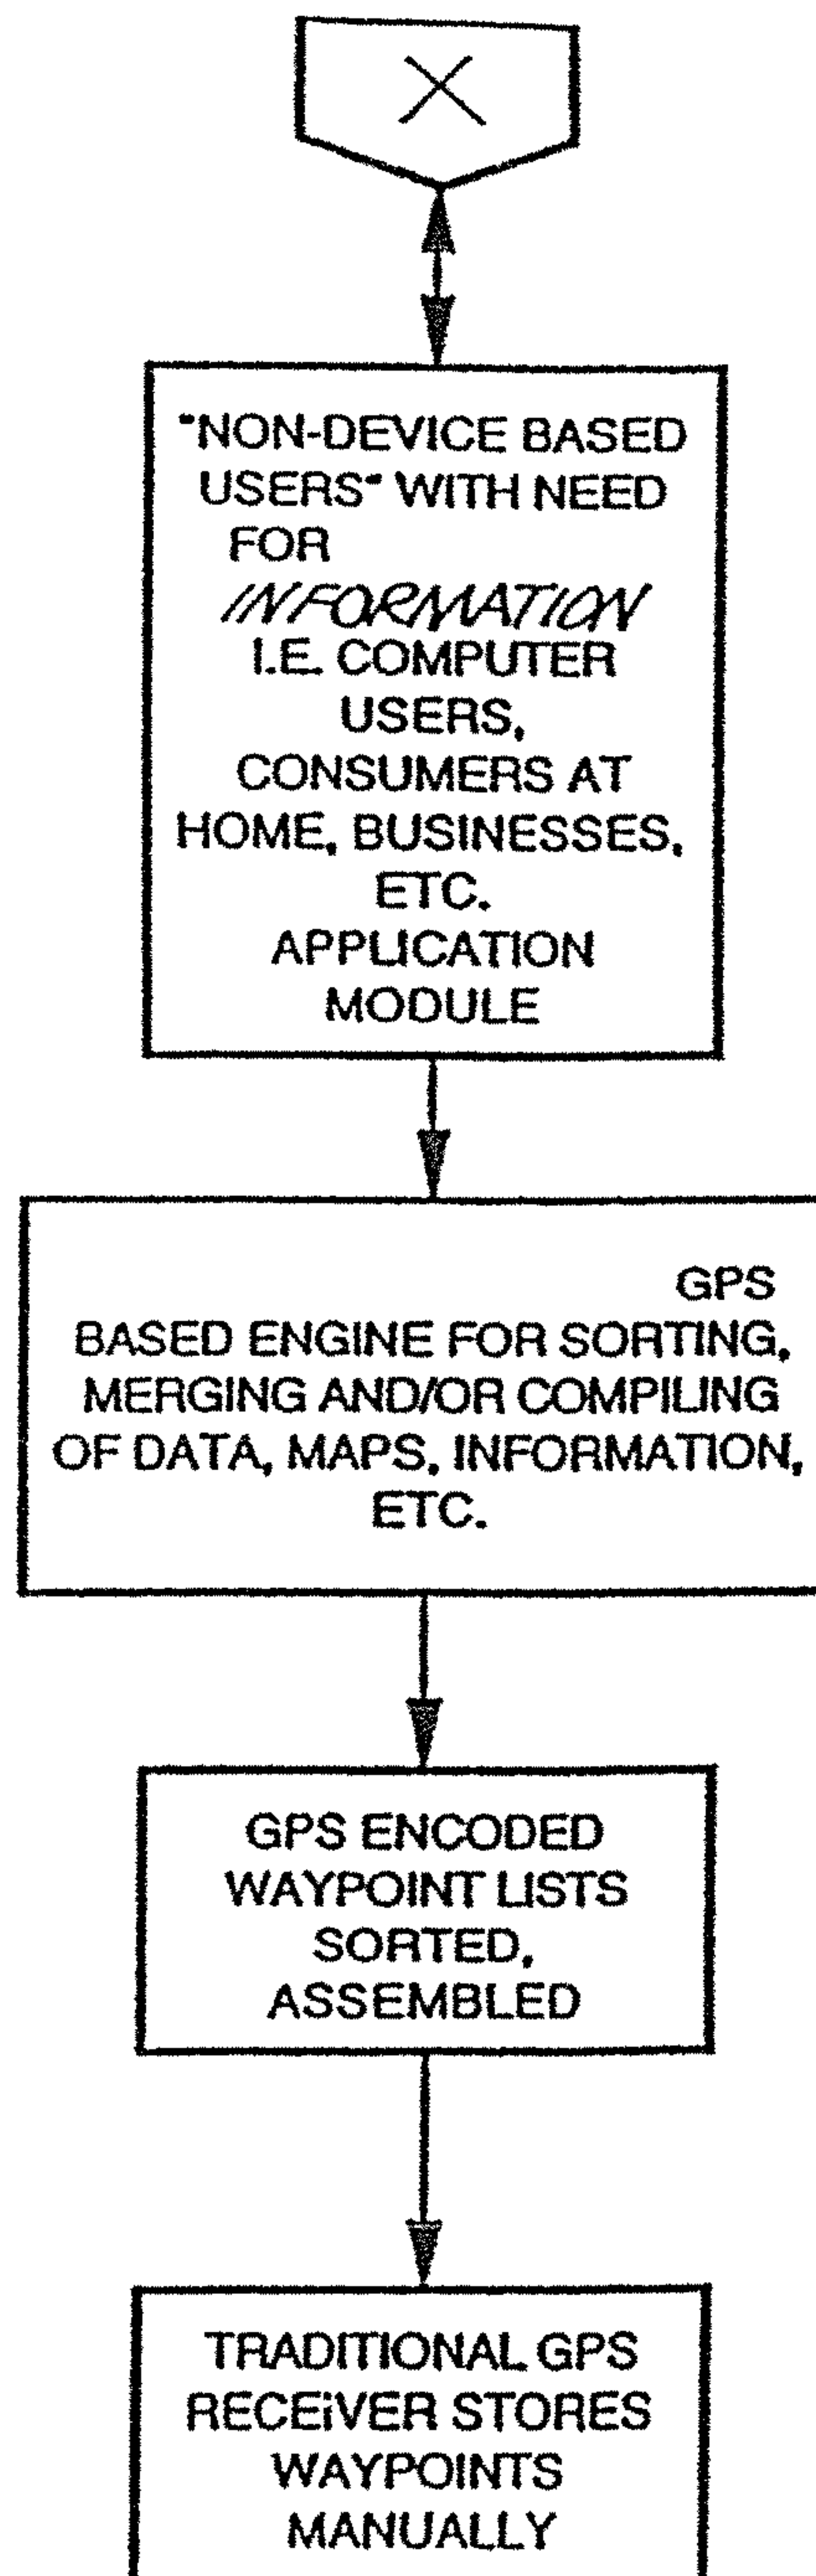 X
"NON-DEVICE BASED
USERS" WITH NEED
FOR
INFORMATION
I.E. COMPUTER
USERS,
CONSUMERS AT
HOME, BUSINESSES,
ETC.
APPLICATION
MODULE
GPS
BASED ENGINE FOR SORTING,
MERGING AND/OR COMPILING
OF DATA, MAPS, INFORMATION,
ETC.
GPS ENCODED
WAYPOINT LISTS
SORTED,
ASSEMBLED
TRADITIONAL GPS
RECEiVER STORES
WAYPOINTS
MANUALLY